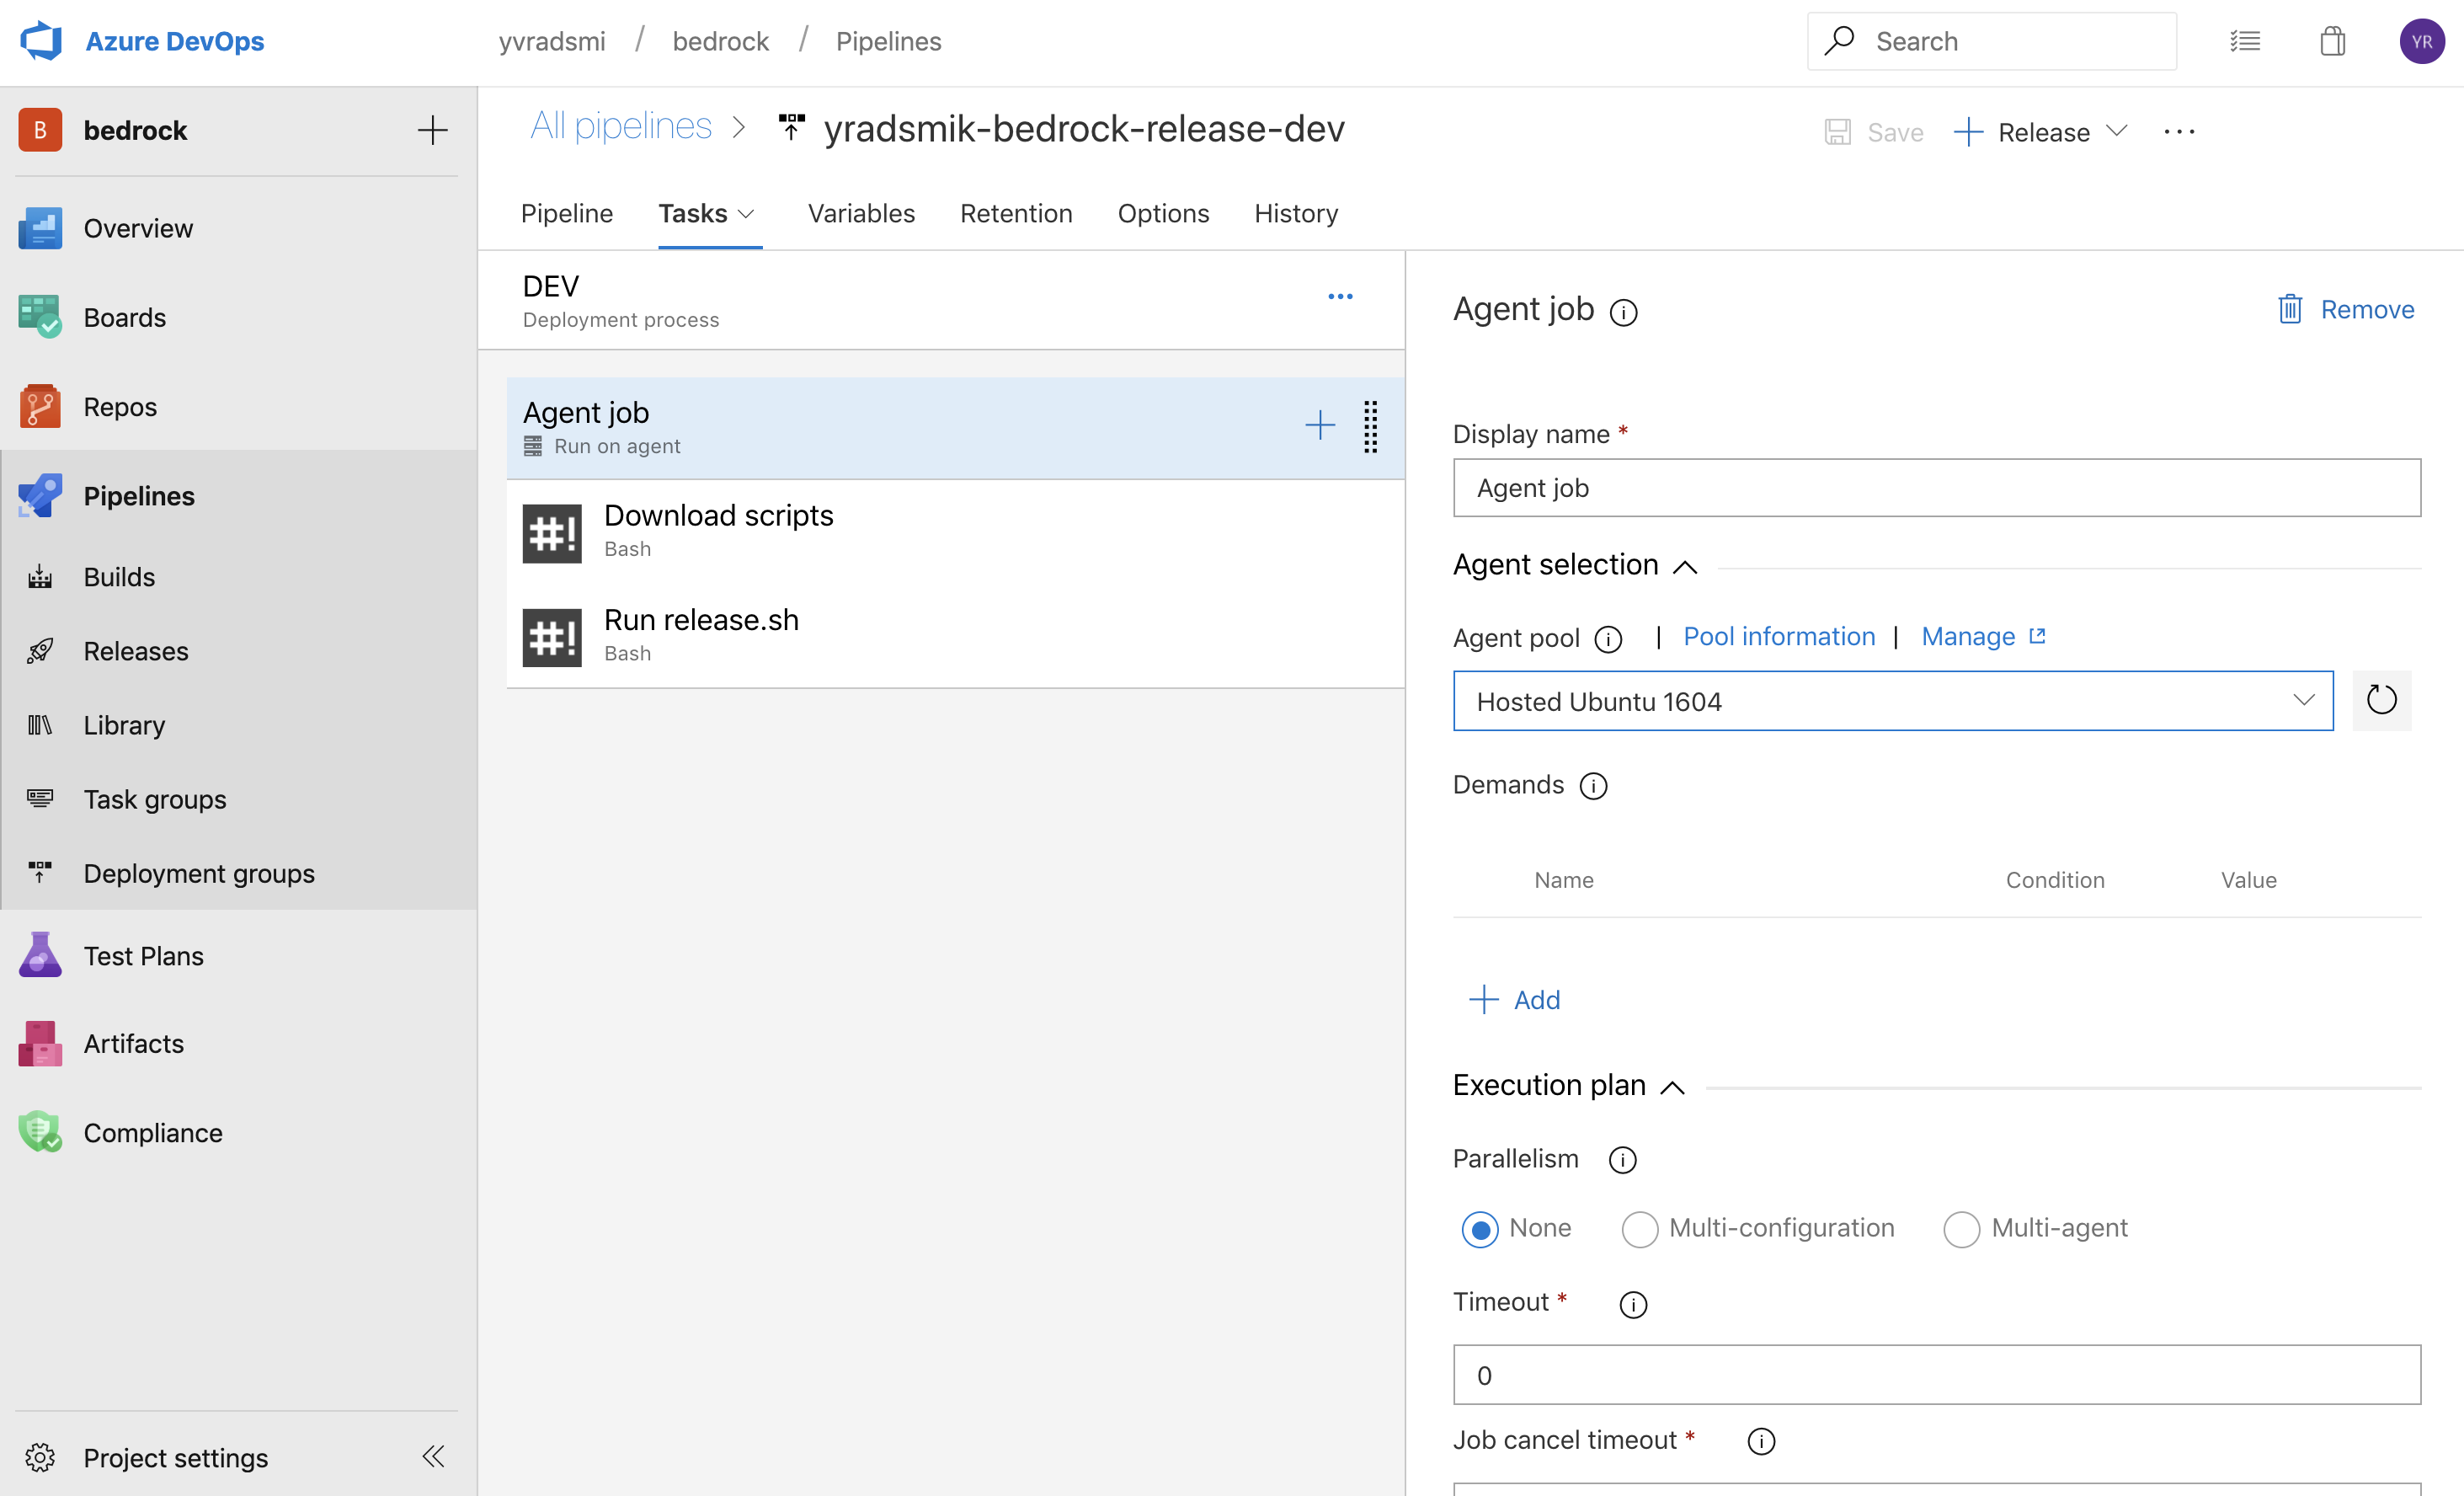 Azure DevOps
yvradsmi / bedrock / Pipelines
Search
YR
B
bedrock
Overview
Boards
Repos
Pipelines
Builds
Releases
Library
Task groups
Deployment groups
Test Plans
Artifacts
Compliance
Project settings
All pipelines > yradsmik-bedrock-release-dev
Save
Release
Pipeline
Tasks
Variables
Retention
Options
History
DEV
Deployment process
Agent job
Run on agent
#!
Download scripts
Bash
#!
Run release.sh
Bash
Agent job
Remove
Display name *
Agent job
Agent selection
Agent pool | Pool information | Manage
Hosted Ubuntu 1604
Demands
Name Condition Value
Add
Execution plan
Parallelism
None Multi-configuration Multi-agent
Timeout *
0
Job cancel timeout *